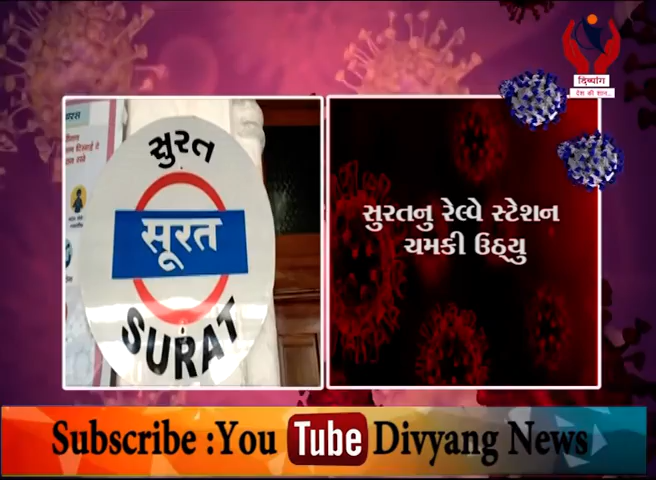 दिव्यांग
देश की शान..
સુરત
सूरत
SURAT
સુરતનુ રેલ્વે સ્ટેશન
ચમકી ઉઠ્યુ
Subscribe :You Tube Divyang News